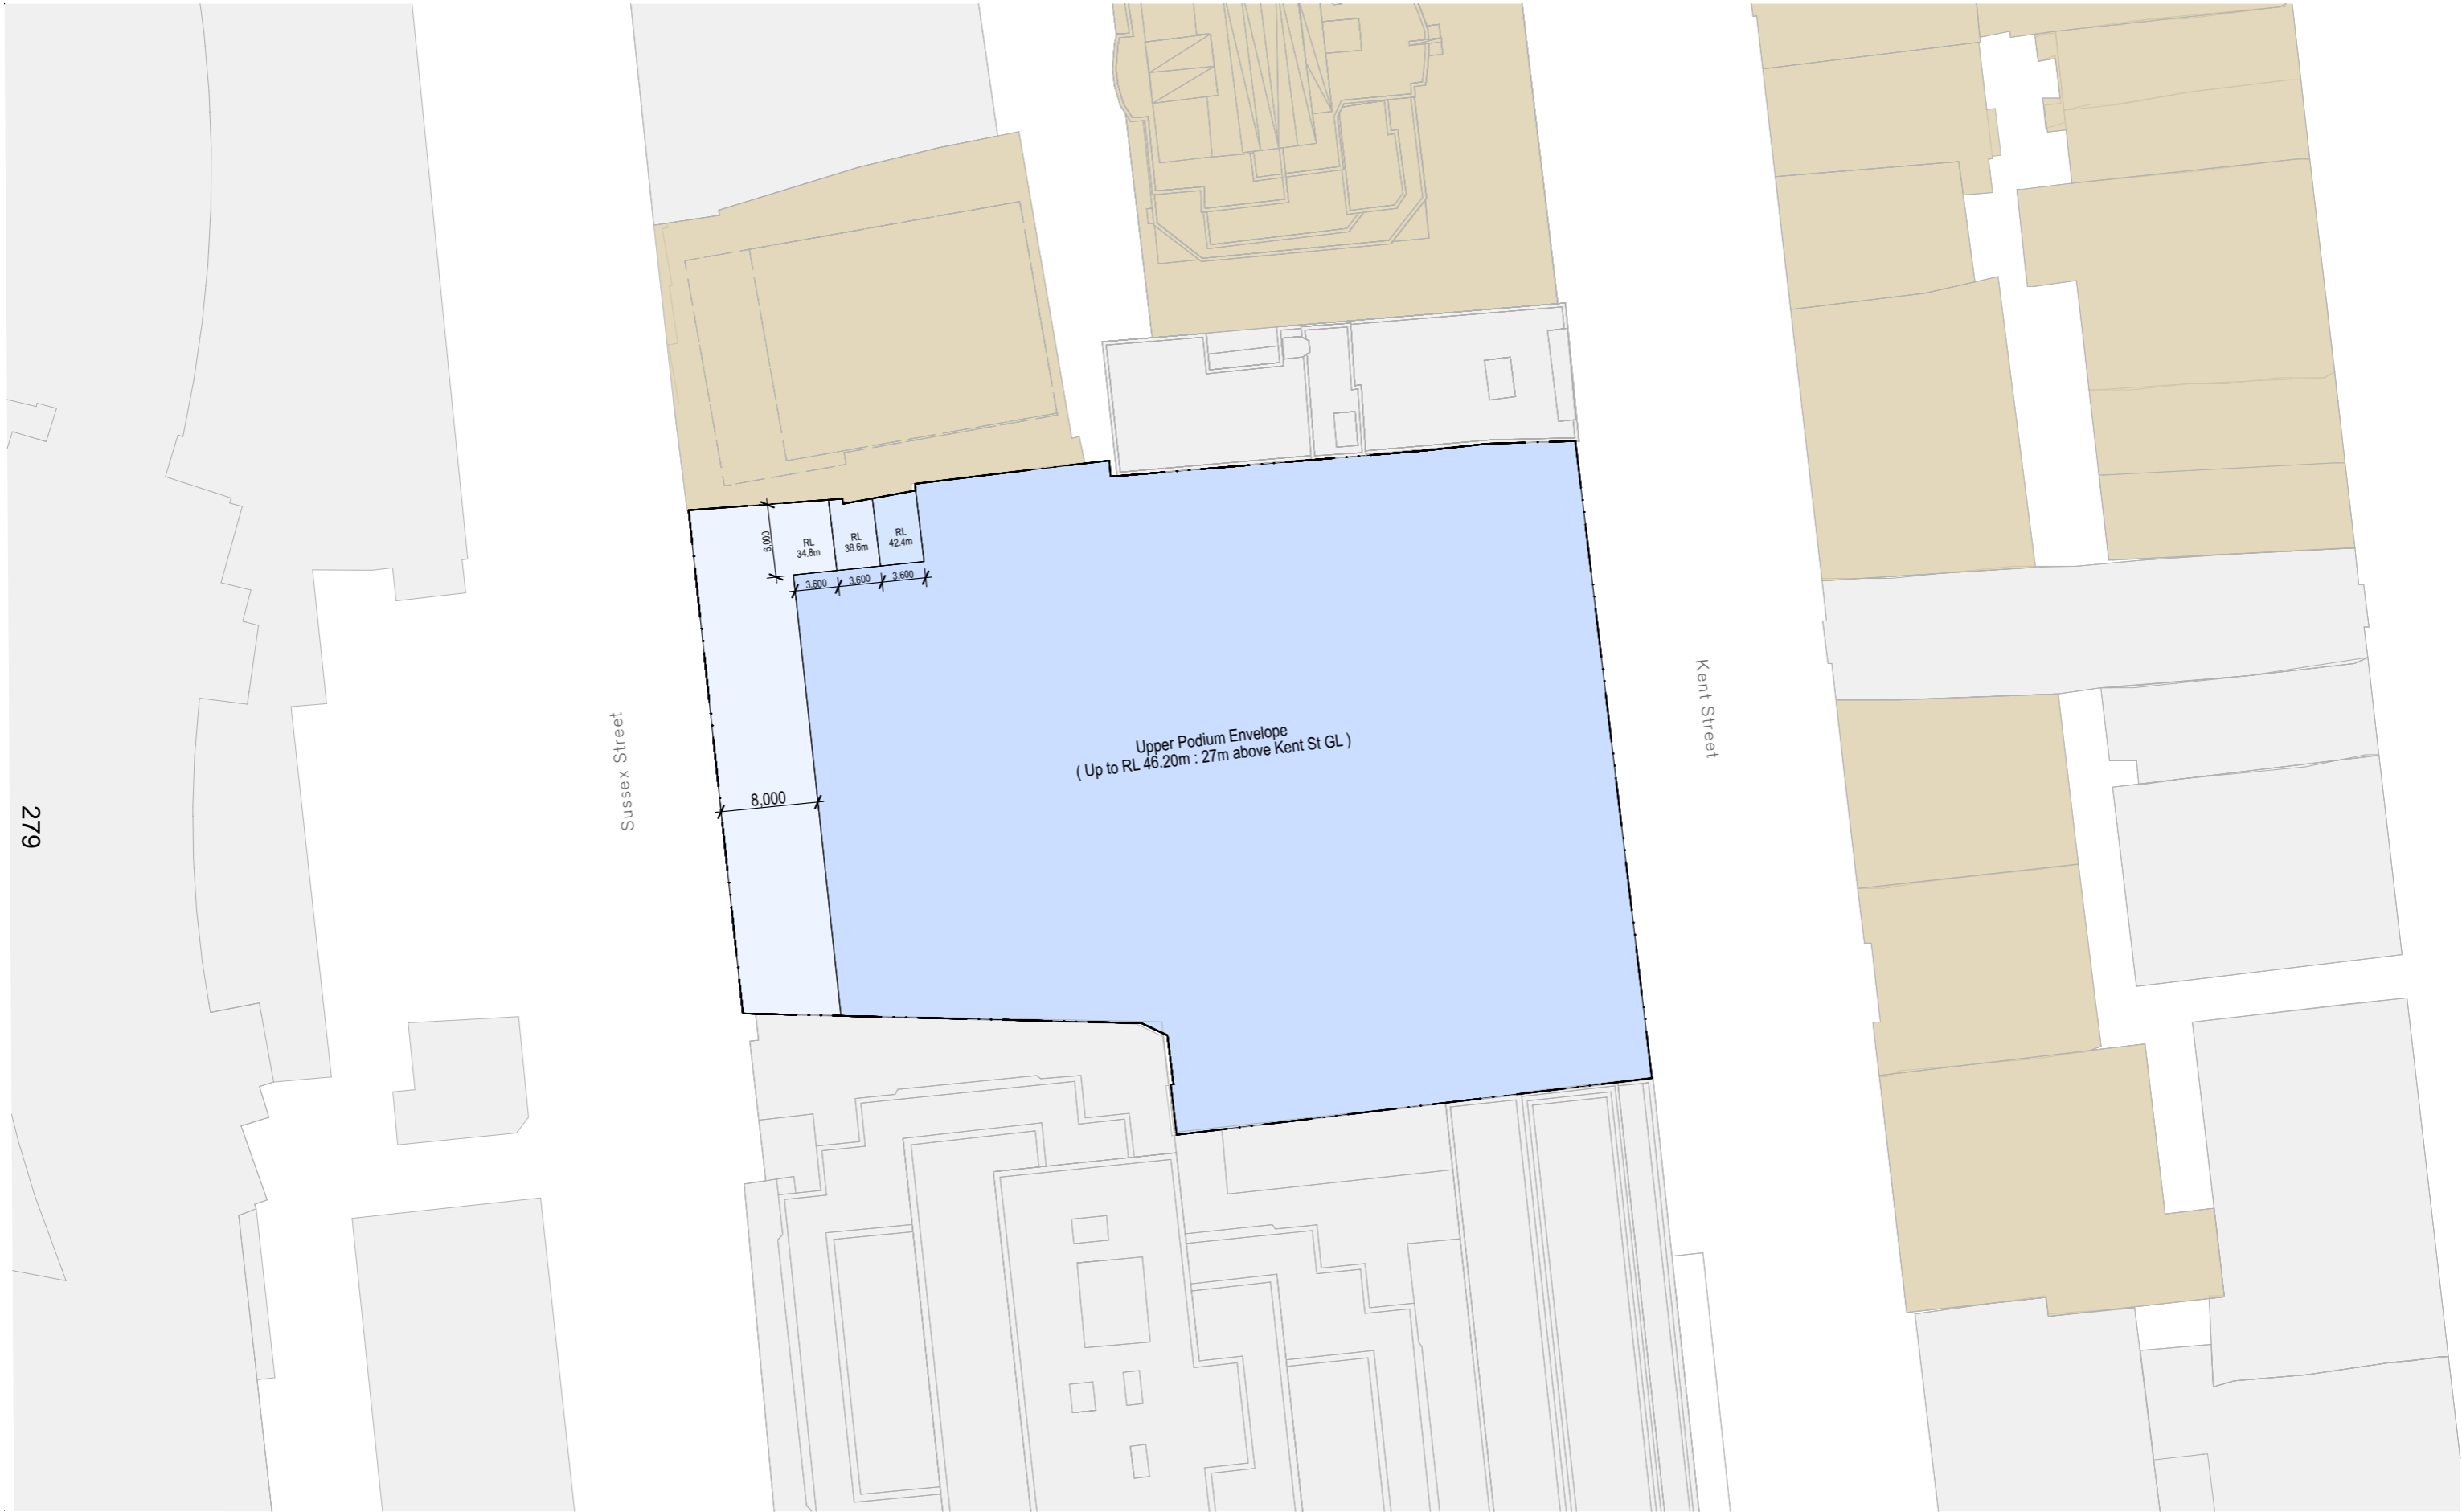 6,000
RL
34.8m
RL
38.6m
RL
42.4m
3,600
3,600
3,600
Upper Podium Envelope
( Up to RL 46.20m : 27m above Kent St GL )
8,000
Sussex Street
Kent Street
279